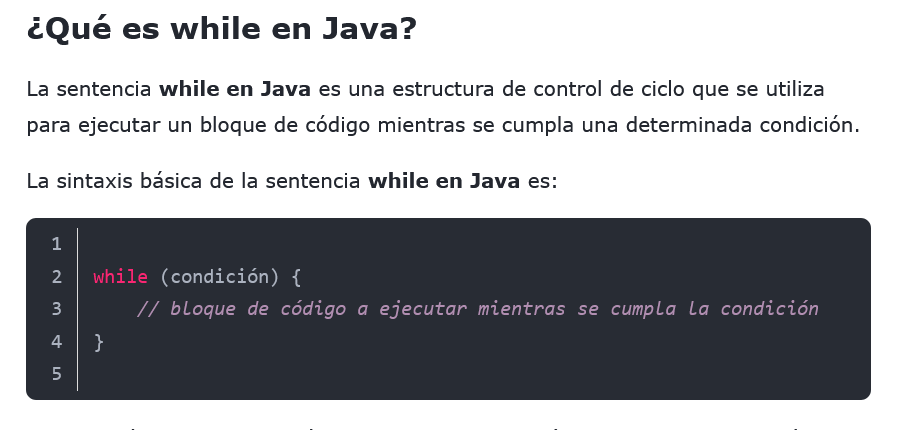 ¿Qué es while en Java?
La sentencia while en Java es una estructura de control de ciclo que se utiliza
para ejecutar un bloque de código mientras se cumpla una determinada condición.
La sintaxis básica de la sentencia while en Java es:
1
2 while (condición) {
3 // bloque de código a ejecutar mientras se cumpla la condición
4 }
5